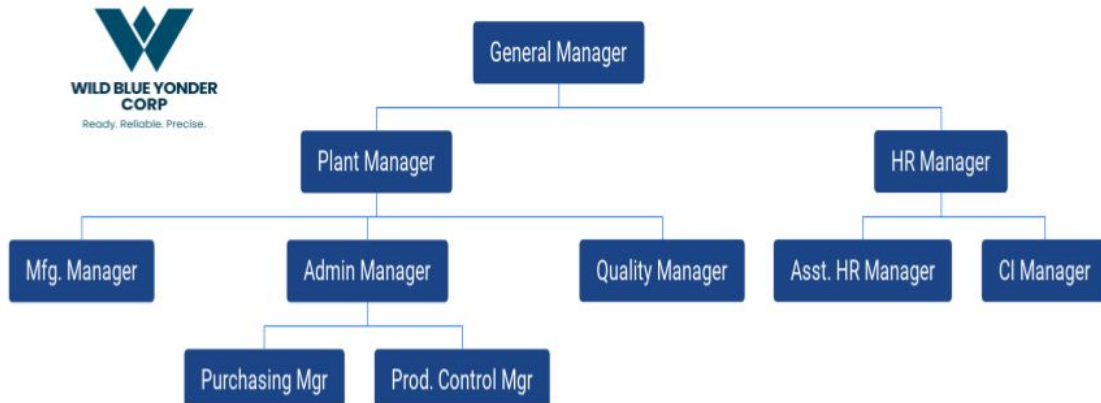 WILD BLUE YONDER
CORP
Ready. Reliable. Precise.
General Manager
Plant Manager
HR Manager
Mfg. Manager
Admin Manager
Quality Manager
Asst. HR Manager
CI Manager
Purchasing Mgr
Prod. Control Mgr